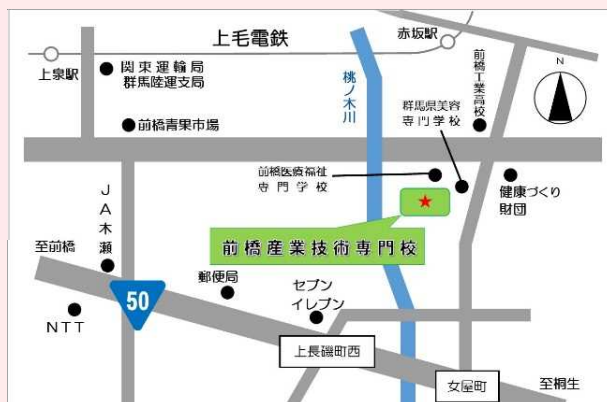 上毛電鉄
赤坂駅
上泉駅
関東運輸局
群馬陸運支局
前橋青果市場
桃ノ木川
群馬県美容
専門学校
前橋工業高校
N
前橋医療福祉
専門学校
健康づくり
財団
前橋産業技術専門校
JA木瀬
至前橋
50
郵便局
セブン
イレブン
NTT
上長磯町西
女屋町
至桐生